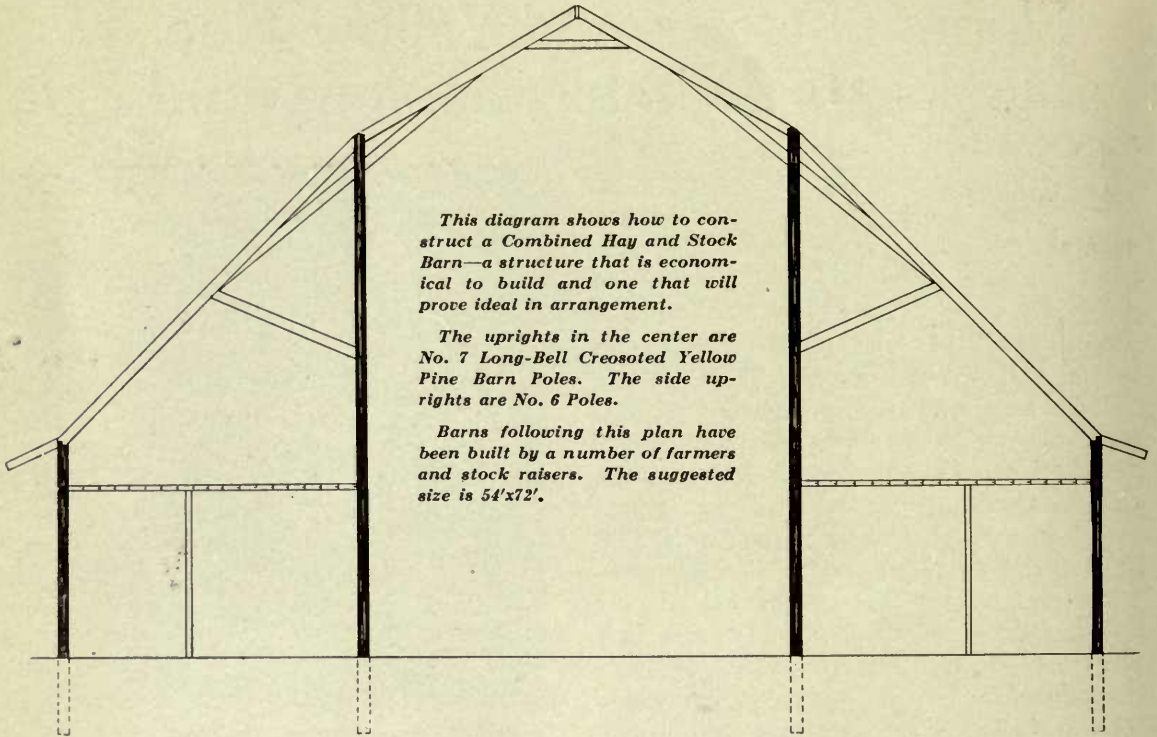 This diagram shows how to con-
struct a Combined Hay and Stock
Barn—a structure that is econom-
ical to build and one that will
prove ideal in arrangement.
The uprights in the center are
No. 7 Long-Bell Creosoted Yellow
Pine Barn Poles. The side up-
rights are No. 6 Poles.
Barns following this plan have
been built by a number of farmers
and stock raisers. The suggested
size is 54'x72'.